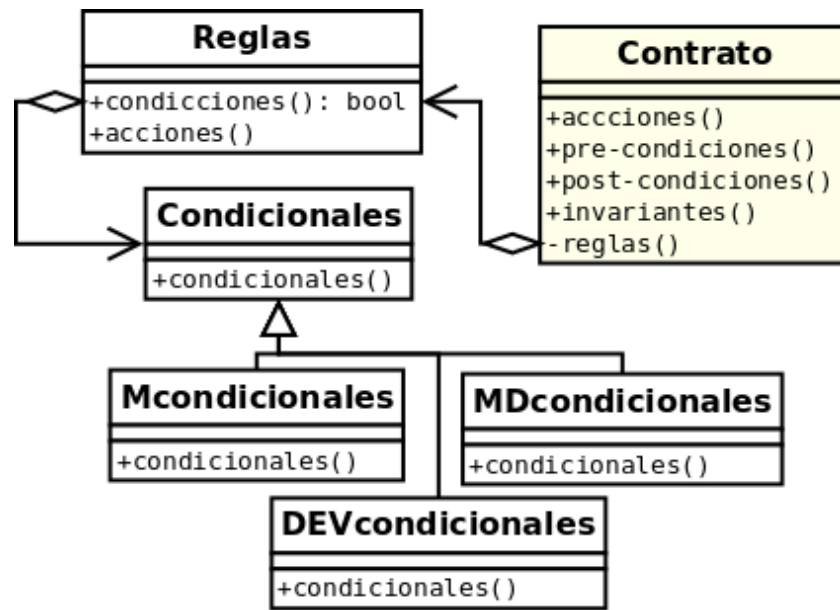 Reglas
+condicciones(): bool
+acciones()
Contrato
+accciones()
+pre-condiciones()
+post-condiciones()
+invariantes()
-reglas()
Condicionales
+condicionales()
Mcondicionales
+condicionales()
MDcondicionales
+condicionales()
DEVcondicionales
+condicionales()